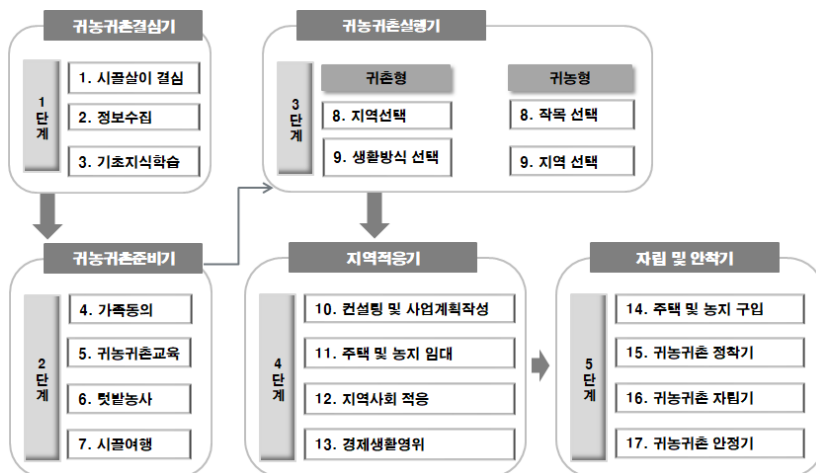 귀농귀촌결심기
1단계
1. 시골살이 결심
2. 정보수집
3. 기초지식학습
귀농귀촌준비기
2단계
4. 가족동의
5. 귀농귀촌교육
6. 텃밭농사
7. 시골여행
귀농귀촌실행기
3단계
귀촌형
8. 지역선택
9. 생활방식 선택
귀농형
8. 작목 선택
9. 지역 선택
지역적응기
4단계
10. 컨설팅 및 사업계획작성
11. 주택 및 농지 임대
12. 지역사회 적응
13. 경제생활영위
자립 및 안착기
5단계
14. 주택 및 농지 구입
15. 귀농귀촌 정착기
16. 귀농귀촌 자립기
17. 귀농귀촌 안정기